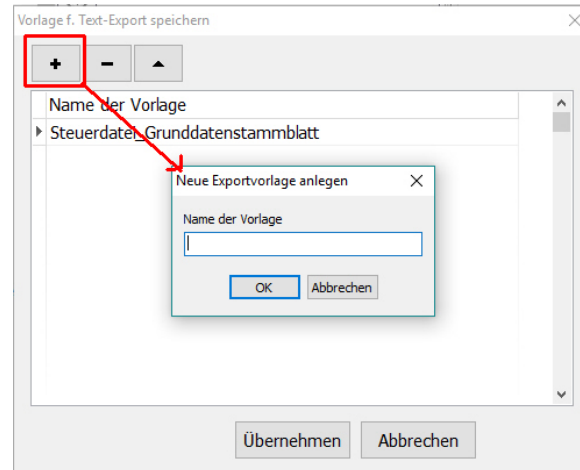 Vorlage f. Text-Export speichern
Name der Vorlage
Steuerdatei_Grunddatenstammblatt
Neue Exportvorlage anlegen
Name der Vorlage
OK Abbrechen
Übernehmen Abbrechen